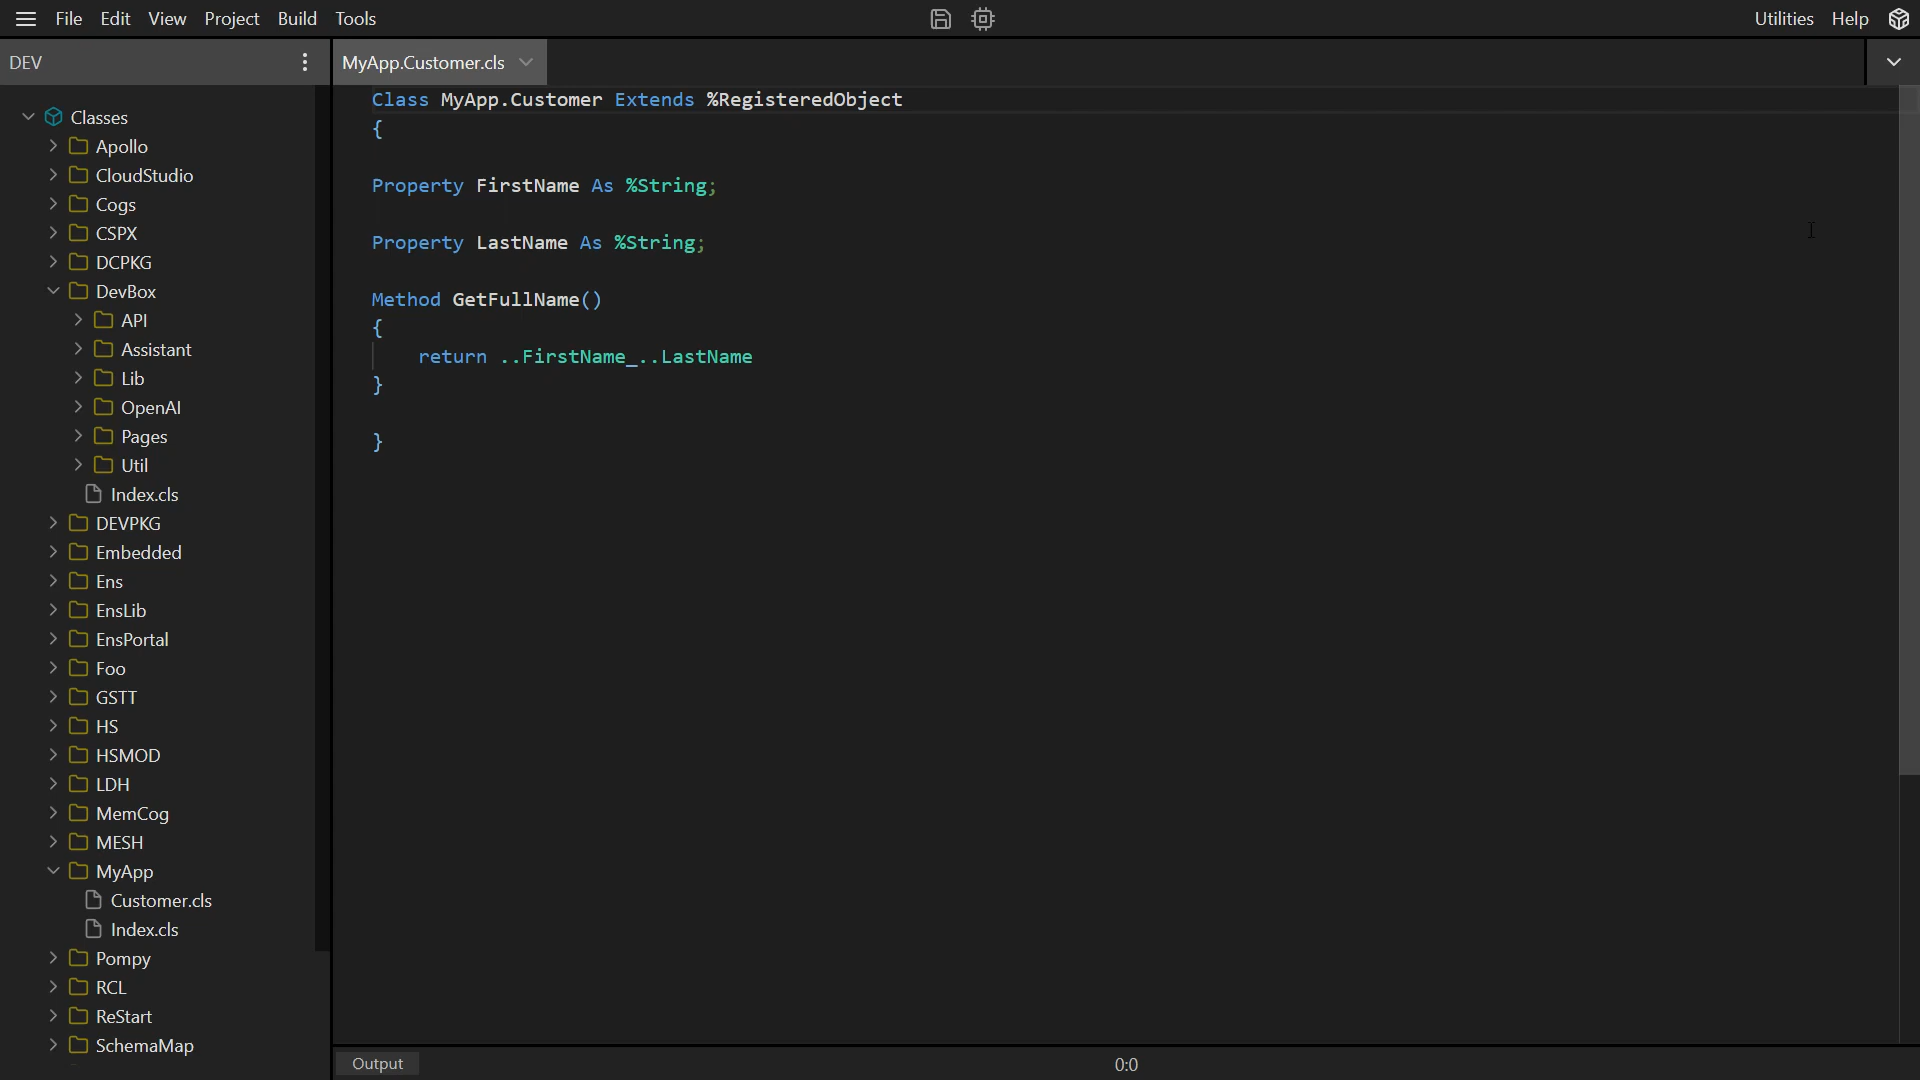 File Edit View Project Build Tools Utilities Help
DEV
MyApp.Customer.cls
Classes
Apollo
CloudStudio
Cogs
CSPX
DCPKG
DevBox
API
Assistant
Lib
OpenAI
Pages
Util
Index.cls
DEVPKG
Embedded
Ens
EnsLib
EnsPortal
Foo
GSTT
HS
HSMOD
LDH
MemCog
MESH
MyApp
Customer.cls
Index.cls
Pompy
RCL
ReStart
SchemaMap
Class MyApp.Customer Extends %RegisteredObject
{
Property FirstName As %String;
Property LastName As %String;
Method GetFullName()
{
return ..FirstName_..LastName
}
}
Output 0:0